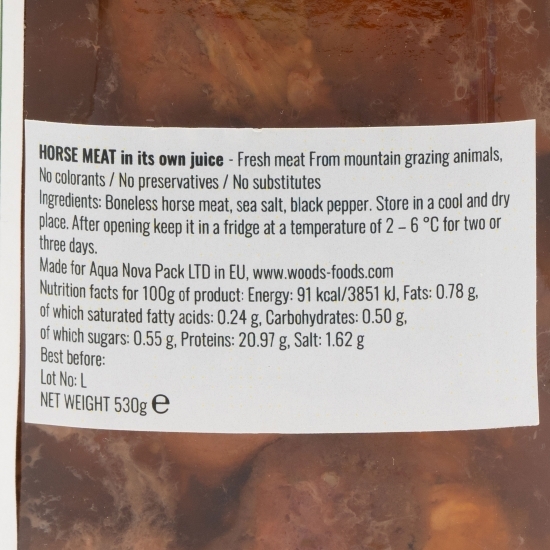 HORSE MEAT in its own juice - Fresh meat From mountain grazing animals,
No colorants / No preservatives / No substitutes
Ingredients: Boneless horse meat, sea salt, black pepper. Store in a cool and dry
place. After opening keep it in a fridge at a temperature of 2 – 6 °C for two or
three days.
Made for Aqua Nova Pack LTD in EU, www.woods-foods.com
Nutrition facts for 100g of product: Energy: 91 kcal/3851 kJ, Fats: 0.78 g,
of which saturated fatty acids: 0.24 g, Carbohydrates: 0.50 g,
of which sugars: 0.55 g, Proteins: 20.97 g, Salt: 1.62 g
Best before:
Lot No: L
NET WEIGHT 530g ℮